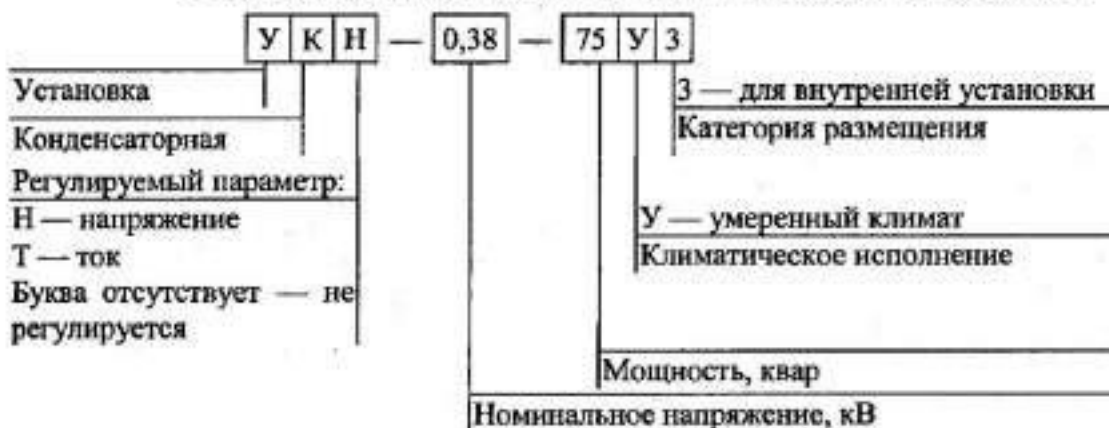 У К Н — 0,38 — 75 У 3
Установка
3 — для внутренней установки
Конденсаторная
Категория размещения
Регулируемый параметр:
Н — напряжение
У — умеренный климат
Т — ток
Климатическое исполнение
Буква отсутствует — не
регулируется
Мощность, квар
Номинальное напряжение, кВ